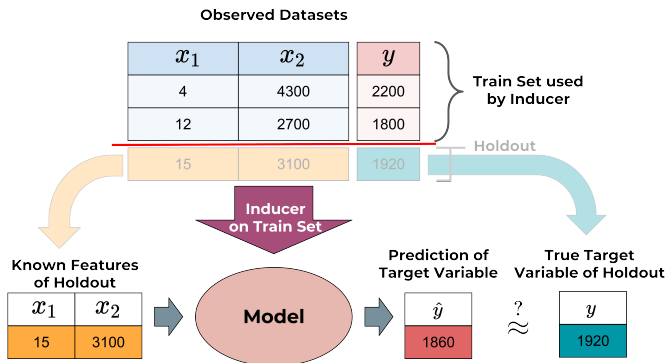 Observed Datasets
x₁ x₂ y
4 4300 2200
12 2700 1800
Train Set used
by Inducer
15 3100 1920
Holdout
Inducer
on Train Set
Known Features
of Holdout
x₁ x₂
15 3100
Model
Prediction of
Target Variable
ŷ
1860
?
≈
True Target
Variable of Holdout
y
1920